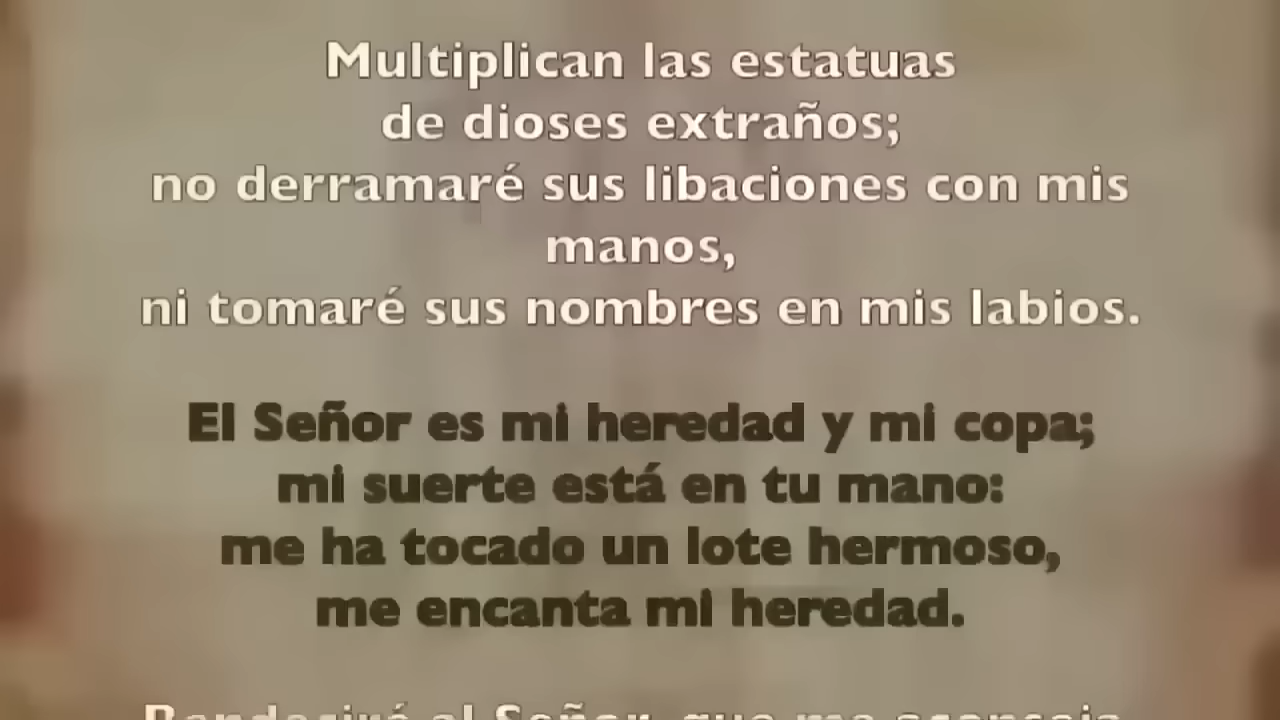 Multiplican las estatuas
de dioses extraños;
no derramaré sus libaciones con mis
manos,
ni tomaré sus nombres en mis labios.
El Señor es mi heredad y mi copa;
mi suerte está en tu mano:
me ha tocado un lote hermoso,
me encanta mi heredad.
Bendeciré al Señor, que me aconseja